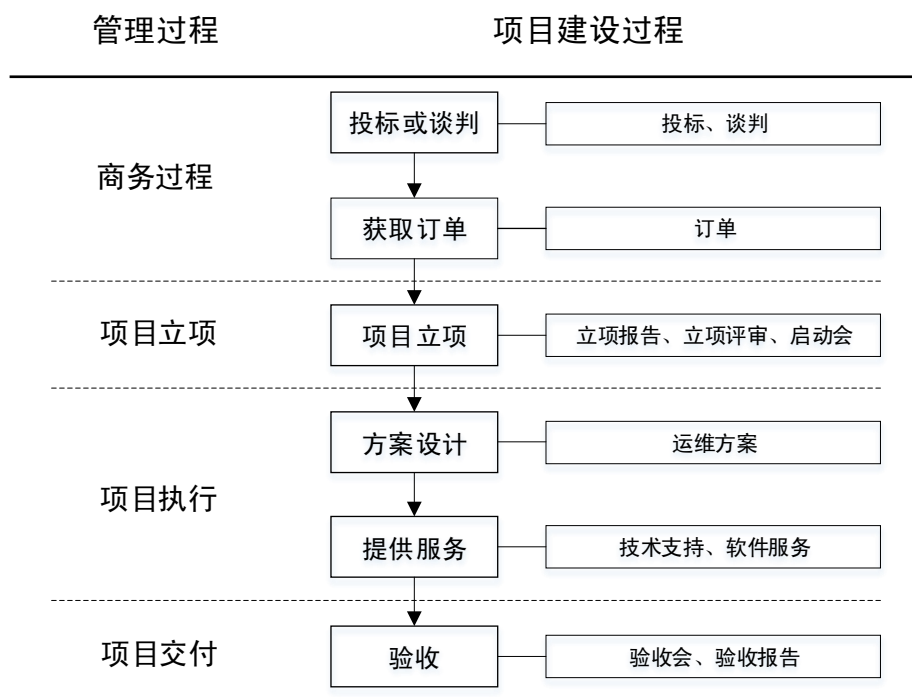 管理过程
项目建设过程
商务过程
投标或谈判
投标、谈判
获取订单
订单
项目立项
项目立项
立项报告、立项评审、启动会
项目执行
方案设计
运维方案
提供服务
技术支持、软件服务
项目交付
验收
验收会、验收报告